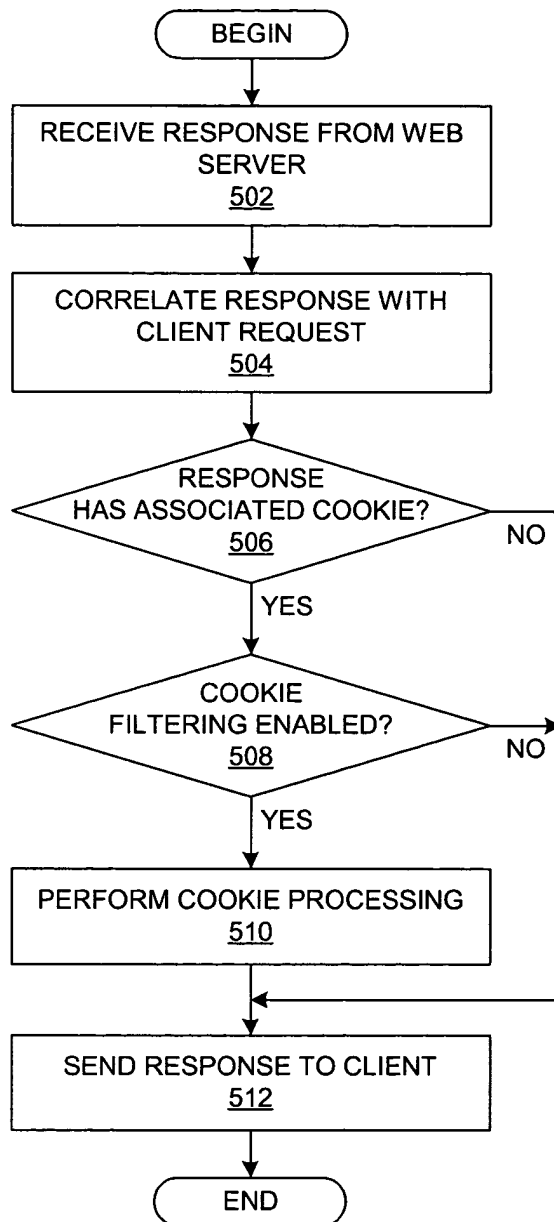 BEGIN
RECEIVE RESPONSE FROM WEB
SERVER
502
CORRELATE RESPONSE WITH
CLIENT REQUEST
504
RESPONSE
HAS ASSOCIATED COOKIE?
506
NO
YES
COOKIE
FILTERING ENABLED?
508
NO
YES
PERFORM COOKIE PROCESSING
510
SEND RESPONSE TO CLIENT
512
END